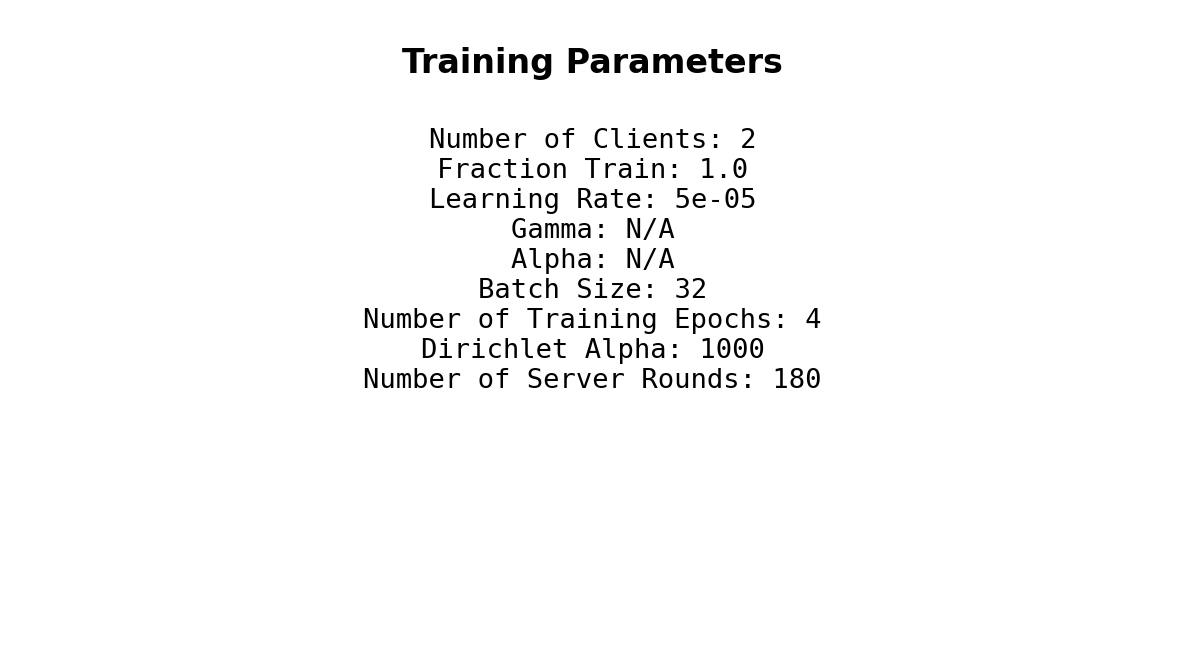 Training Parameters
Number of Clients: 2
Fraction Train: 1.0
Learning Rate: 5e-05
Gamma: N/A
Alpha: N/A
Batch Size: 32
Number of Training Epochs: 4
Dirichlet Alpha: 1000
Number of Server Rounds: 180